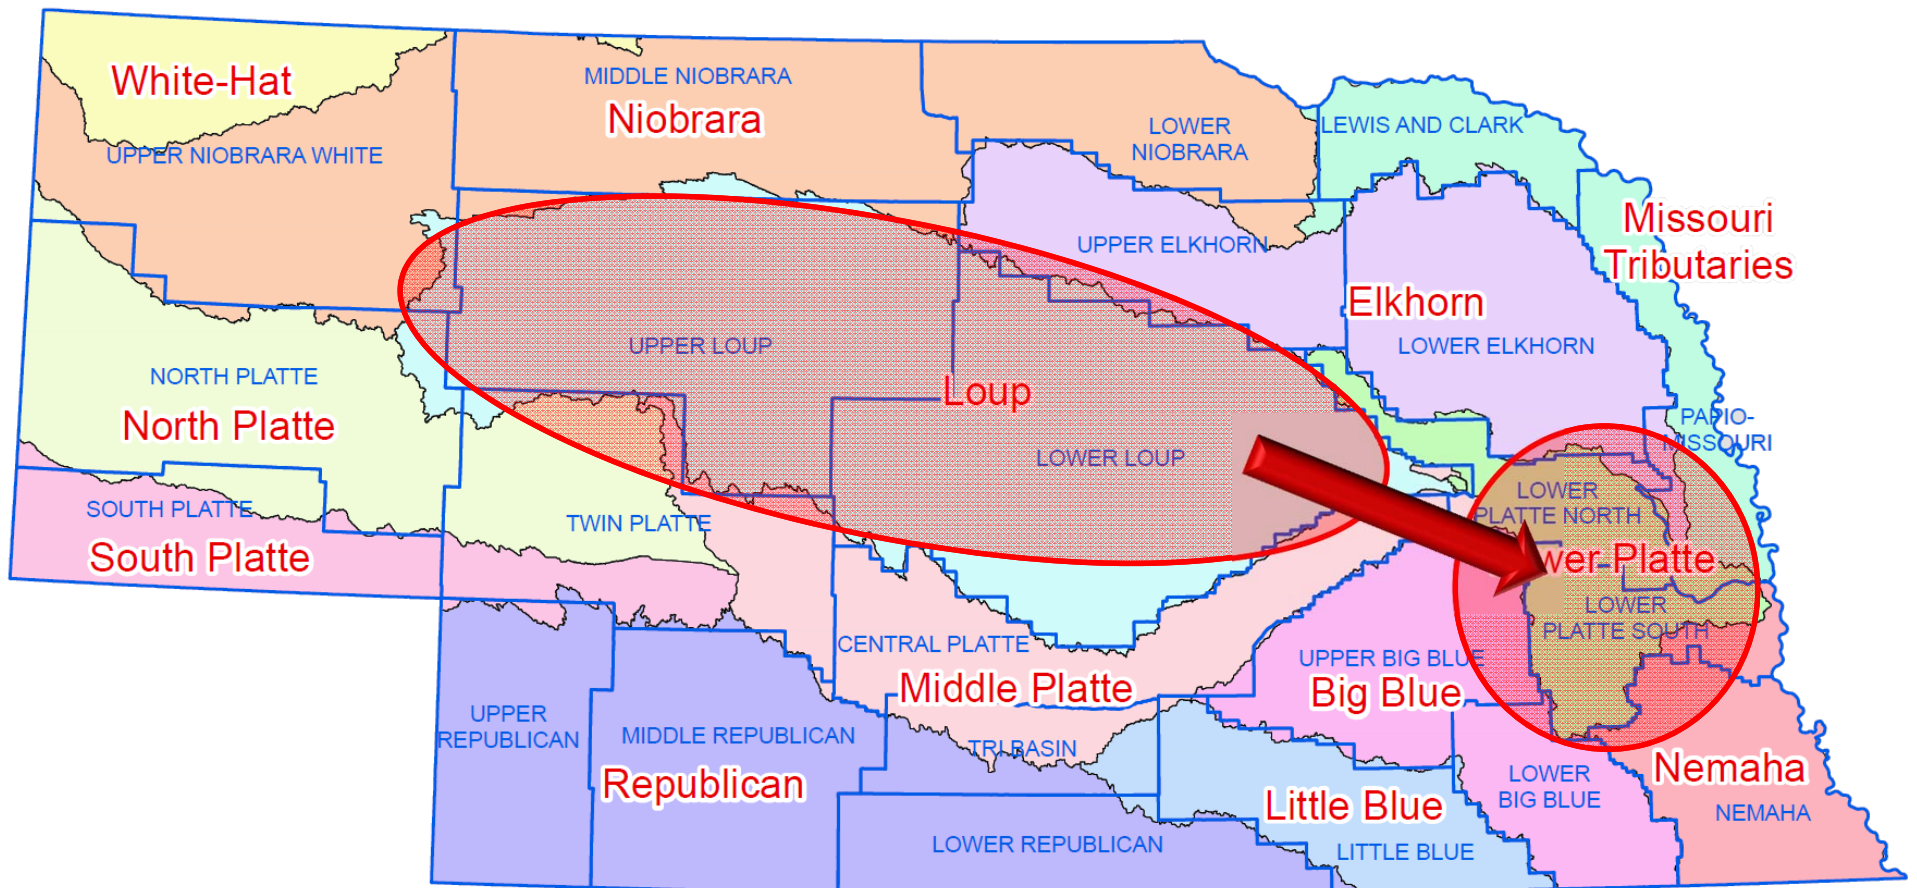 White-Hat
MIDDLE NIOBRARA
Niobrara
UPPER NIOBRARA WHITE
LOWER
NIOBRARA
LEWIS AND CLARK
Missouri
Tributaries
UPPER ELKHORN
Elkhorn
LOWER ELKHORN
UPPER LOUP
Loup
LOWER LOUP
NORTH PLATTE
North Platte
PAPIO-
MISSOURI
SOUTH PLATTE
South Platte
TWIN PLATTE
LOWER
PLATTE NORTH
wer Platte
LOWER
PLATTE SOUTH
CENTRAL PLATTE
Middle Platte
UPPER BIG BLUE
Big Blue
UPPER
REPUBLICAN
MIDDLE REPUBLICAN
Republican
TRI BASIN
Little Blue
LOWER
BIG BLUE
Nemaha
NEMAHA
LOWER REPUBLICAN
LITTLE BLUE